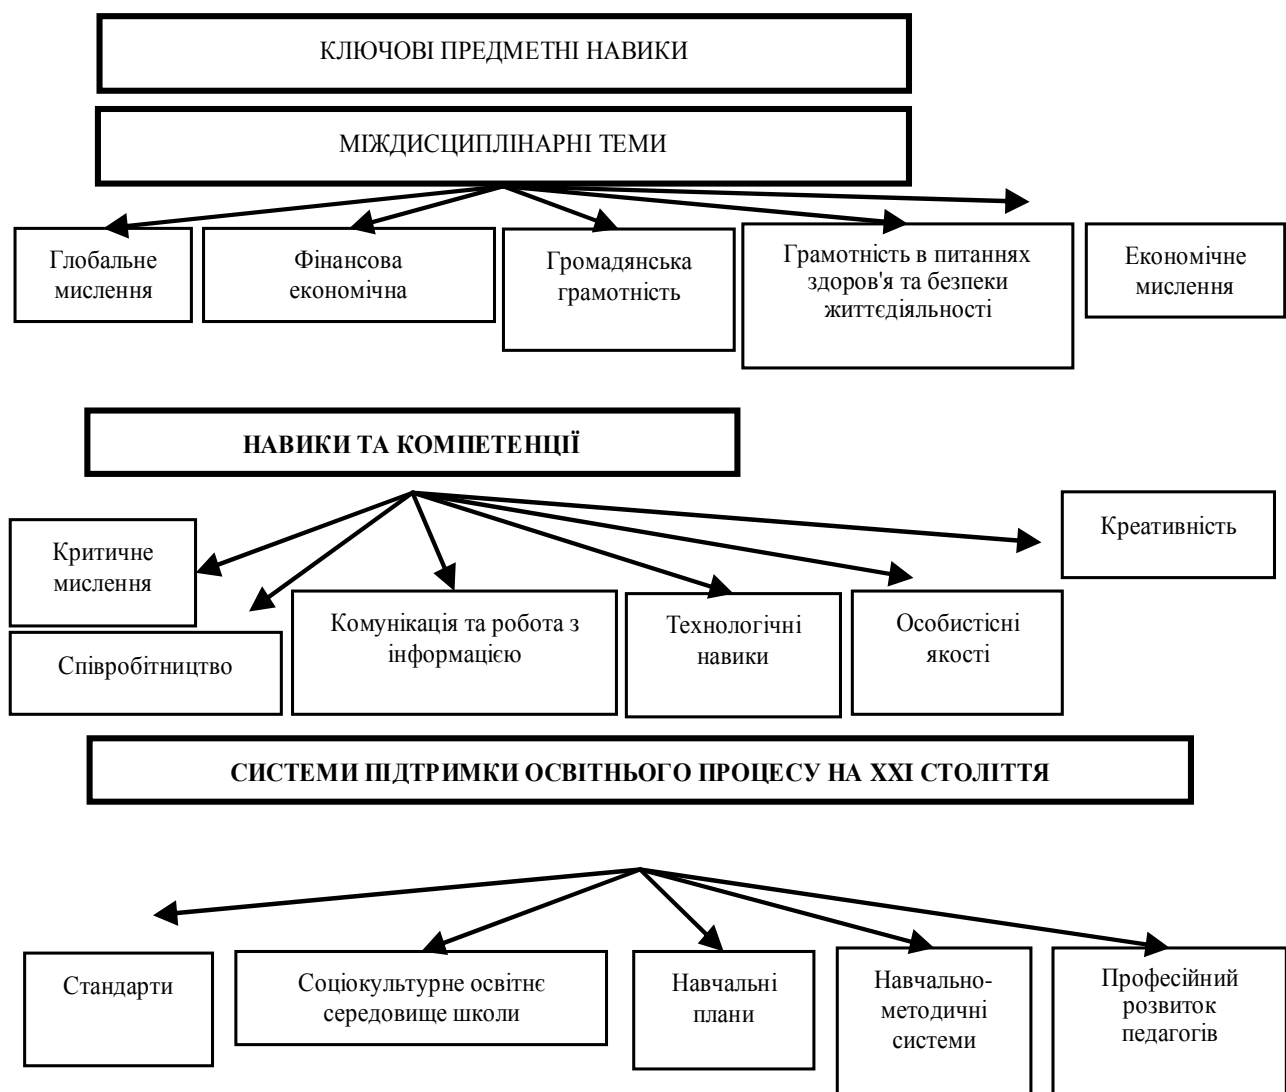 КЛЮЧОВІ ПРЕДМЕТНІ НАВИКИ
МІЖДИСЦИПЛІНАРНІ ТЕМИ
Глобальне
мислення
Фінансова
економічна
Громадянська
грамотність
Грамотність в питаннях
здоров'я та безпеки
життєдіяльності
Економічне
мислення
НАВИКИ ТА КОМПЕТЕНЦІЇ
Критичне
мислення
Співробітництво
Комунікація та робота з
інформацією
Технологічні
навики
Особистісні
якості
Креативність
СИСТЕМИ ПІДТРИМКИ ОСВІТНЬОГО ПРОЦЕСУ НА ХХІ СТОЛІТТЯ
Стандарти
Соціокультурне освітнє
середовище школи
Навчальні
плани
Навчально-
методичні
системи
Професійний
розвиток
педагогів